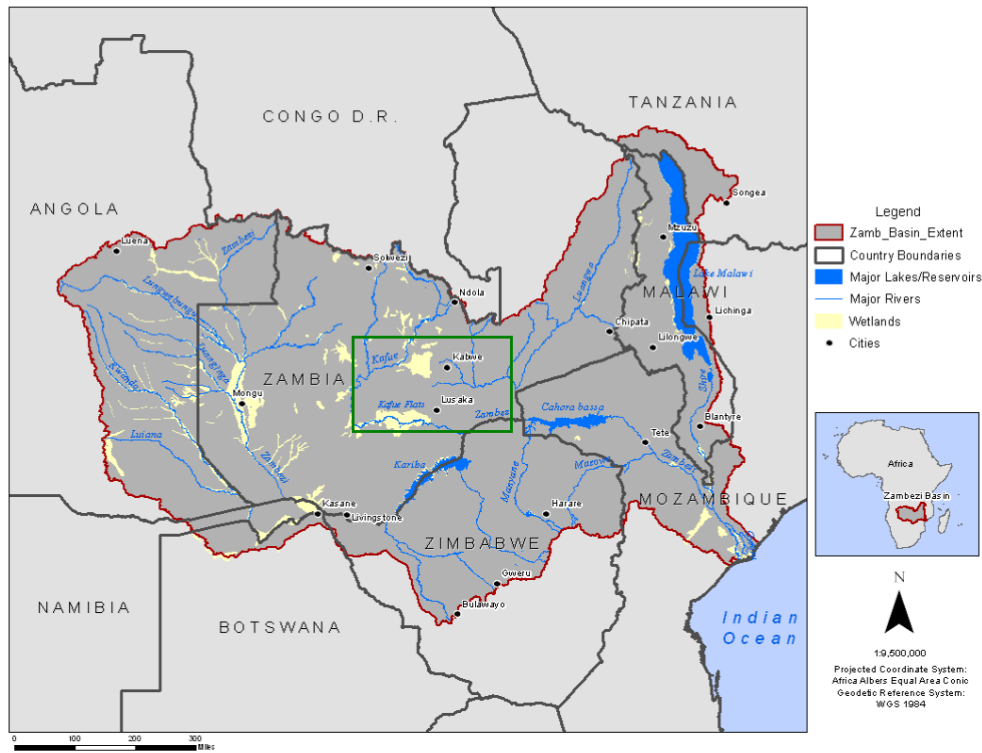 TANZANIA
CONGO D.R.
ANGOLA
Songea
Luena
Zambezi
Mzuzu
Solwezi
Lake Malawi
Luangwa
Lungwebungu
Ndola
MALAWI
Lichinga
Chipata
Lilongwe
Kafue
Kabwe
Luanginga
ZAMBIA
Kwando
Shire
Mongu
Kafue Flats
Lusaka
Zambezi
Cahora bassa
Blantyre
Luiana
Tete
Zambezi
Kariba
Mazowe
Zambezi
Manyane
MOZAMBIQUE
Kasane
Livingstone
Harare
ZIMBABWE
Gweru
NAMIBIA
Bulawayo
BOTSWANA
Indian
Ocean
0 100 200 300
Miles
Legend
Zamb_Basin_Extent
Country Boundaries
Major Lakes/Reservoirs
Major Rivers
Wetlands
Cities
Africa
Zambezi Basin
N
1:9,500,000
Projected Coordinate System:
Africa Albers Equal Area Conic
Geodetic Reference System:
WGS 1984